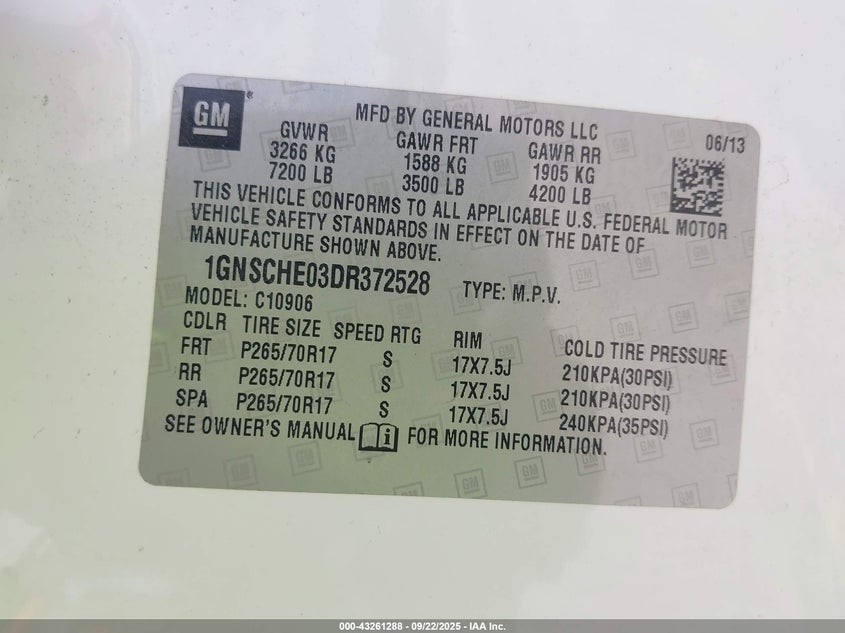 GM
MFD BY GENERAL MOTORS LLC
06/13
GVWR GAWR FRT GAWR RR
3266 KG 1588 KG 1905 KG
7200 LB 3500 LB 4200 LB
THIS VEHICLE CONFORMS TO ALL APPLICABLE U.S. FEDERAL MOTOR
VEHICLE SAFETY STANDARDS IN EFFECT ON THE DATE OF
MANUFACTURE SHOWN ABOVE.
1GNSCHE03DR372528 TYPE: M.P.V.
MODEL: C10906
CDLR TIRE SIZE SPEED RTG RIM COLD TIRE PRESSURE
FRT P265/70R17 S 17X7.5J 210KPA(30PSI)
RR P265/70R17 S 17X7.5J 210KPA(30PSI)
SPA P265/70R17 S 17X7.5J 240KPA(35PSI)
SEE OWNER'S MANUAL FOR MORE INFORMATION.
000-43261288 - 09/22/2025 - IAA Inc.